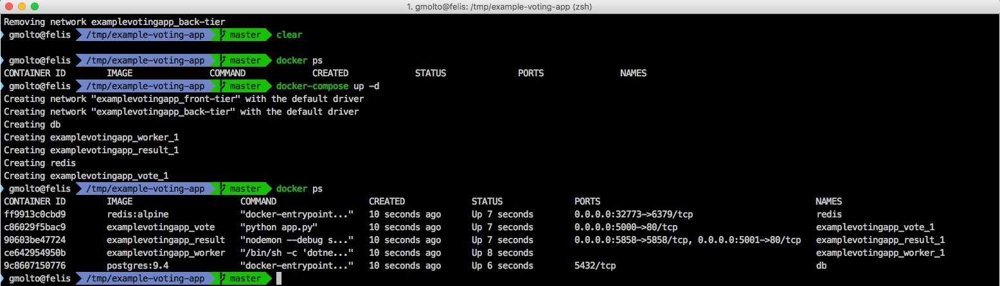 1. gmolto@felis: /tmp/example-voting-app (zsh)
Removing network examplevotingapp_back-tier
gmolto@felis /tmp/example-voting-app master clear
gmolto@felis /tmp/example-voting-app master docker ps
CONTAINER ID IMAGE COMMAND CREATED STATUS PORTS NAMES
gmolto@felis /tmp/example-voting-app master docker-compose up -d
Creating network "examplevotingapp_front-tier" with the default driver
Creating network "examplevotingapp_back-tier" with the default driver
Creating db
Creating examplevotingapp_worker_1
Creating examplevotingapp_result_1
Creating redis
Creating examplevotingapp_vote_1
gmolto@felis /tmp/example-voting-app master docker ps
CONTAINER ID IMAGE COMMAND CREATED STATUS PORTS NAMES
ff9913c0cbd9 redis:alpine "docker-entrypoint..." 10 seconds ago Up 7 seconds 0.0.0.0:32773->6379/tcp redis
c86029f5bac9 examplevotingapp_vote "python app.py" 10 seconds ago Up 7 seconds 0.0.0.0:5000->80/tcp examplevotingapp_vote_1
90603be47724 examplevotingapp_result "nodemon --debug s..." 10 seconds ago Up 7 seconds 0.0.0.0:5858->5858/tcp, 0.0.0.0:5001->80/tcp examplevotingapp_result_1
ce642954950b examplevotingapp_worker "/bin/sh -c 'dotne..." 10 seconds ago Up 8 seconds examplevotingapp_worker_1
9c8607150776 postgres:9.4 "docker-entrypoint..." 10 seconds ago Up 6 seconds 5432/tcp db
gmolto@felis /tmp/example-voting-app master